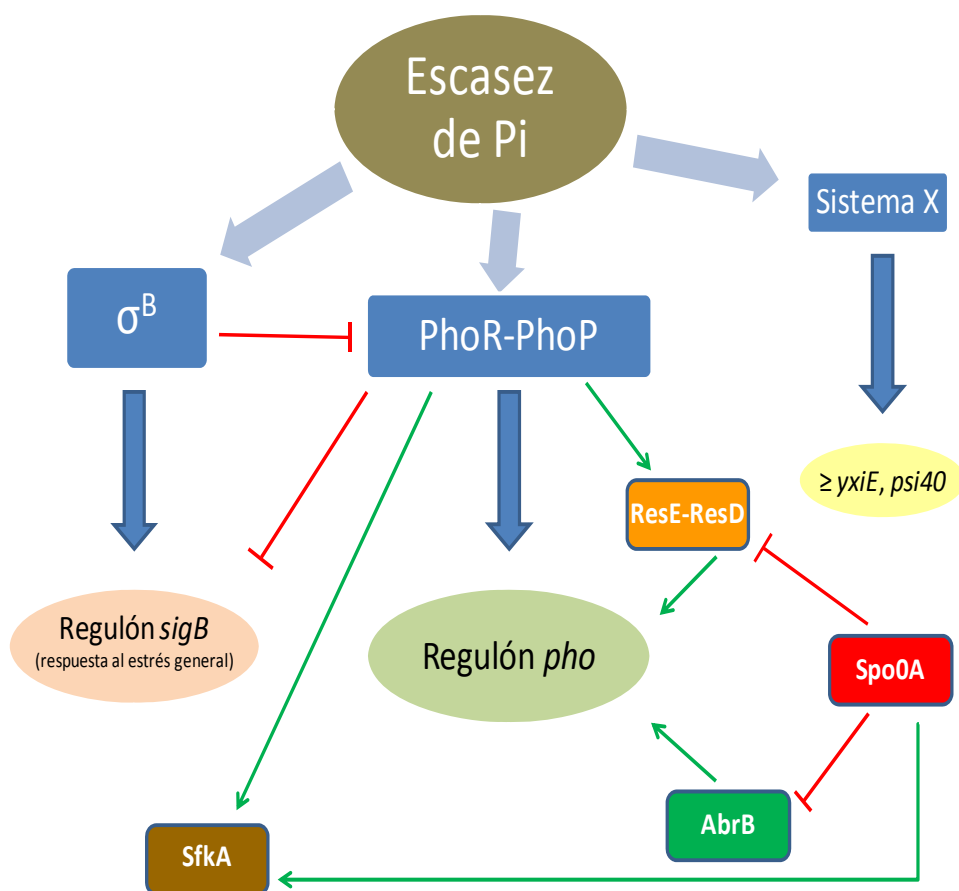 Escasez
de Pi
Sistema X
σᴮ
PhoR-PhoP
≥ yxiE, psi40
ResE-ResD
Regulón sigB
(respuesta al estrés general)
Regulón pho
Spo0A
AbrB
SfkA